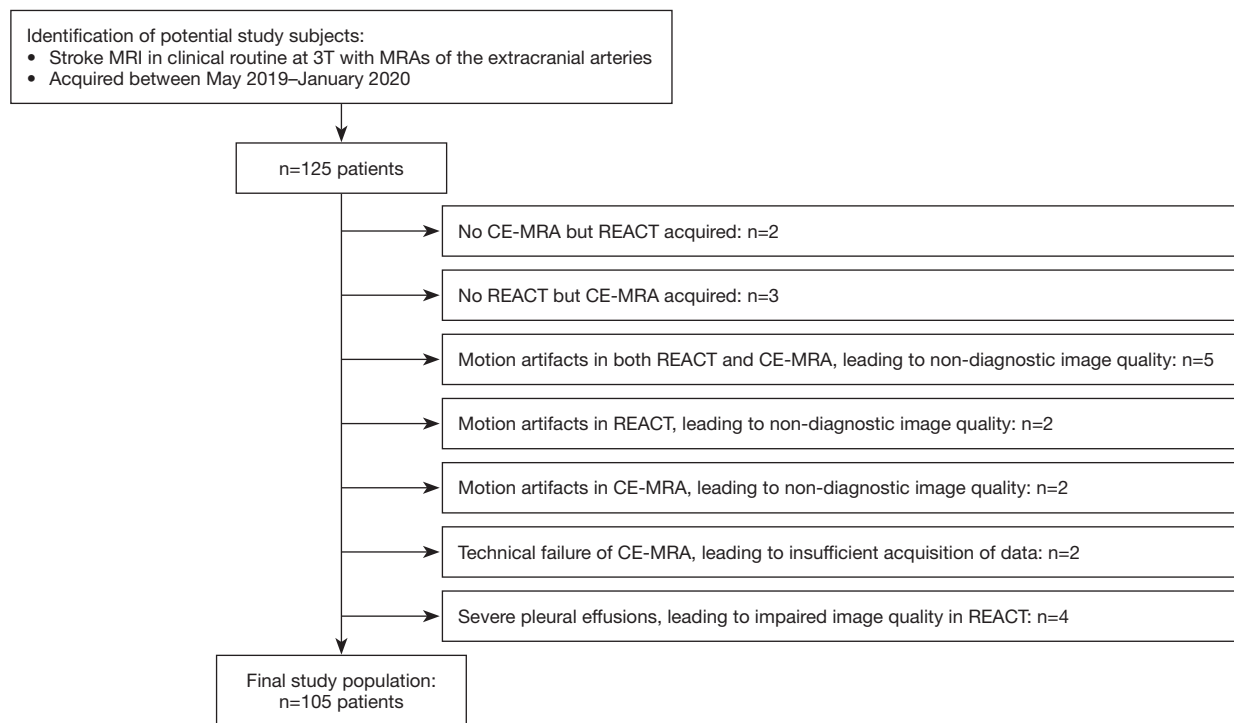 Identification of potential study subjects:
• Stroke MRI in clinical routine at 3T with MRAs of the extracranial arteries
• Acquired between May 2019–January 2020
n=125 patients
No CE-MRA but REACT acquired: n=2
No REACT but CE-MRA acquired: n=3
Motion artifacts in both REACT and CE-MRA, leading to non-diagnostic image quality: n=5
Motion artifacts in REACT, leading to non-diagnostic image quality: n=2
Motion artifacts in CE-MRA, leading to non-diagnostic image quality: n=2
Technical failure of CE-MRA, leading to insufficient acquisition of data: n=2
Severe pleural effusions, leading to impaired image quality in REACT: n=4
Final study population:
n=105 patients